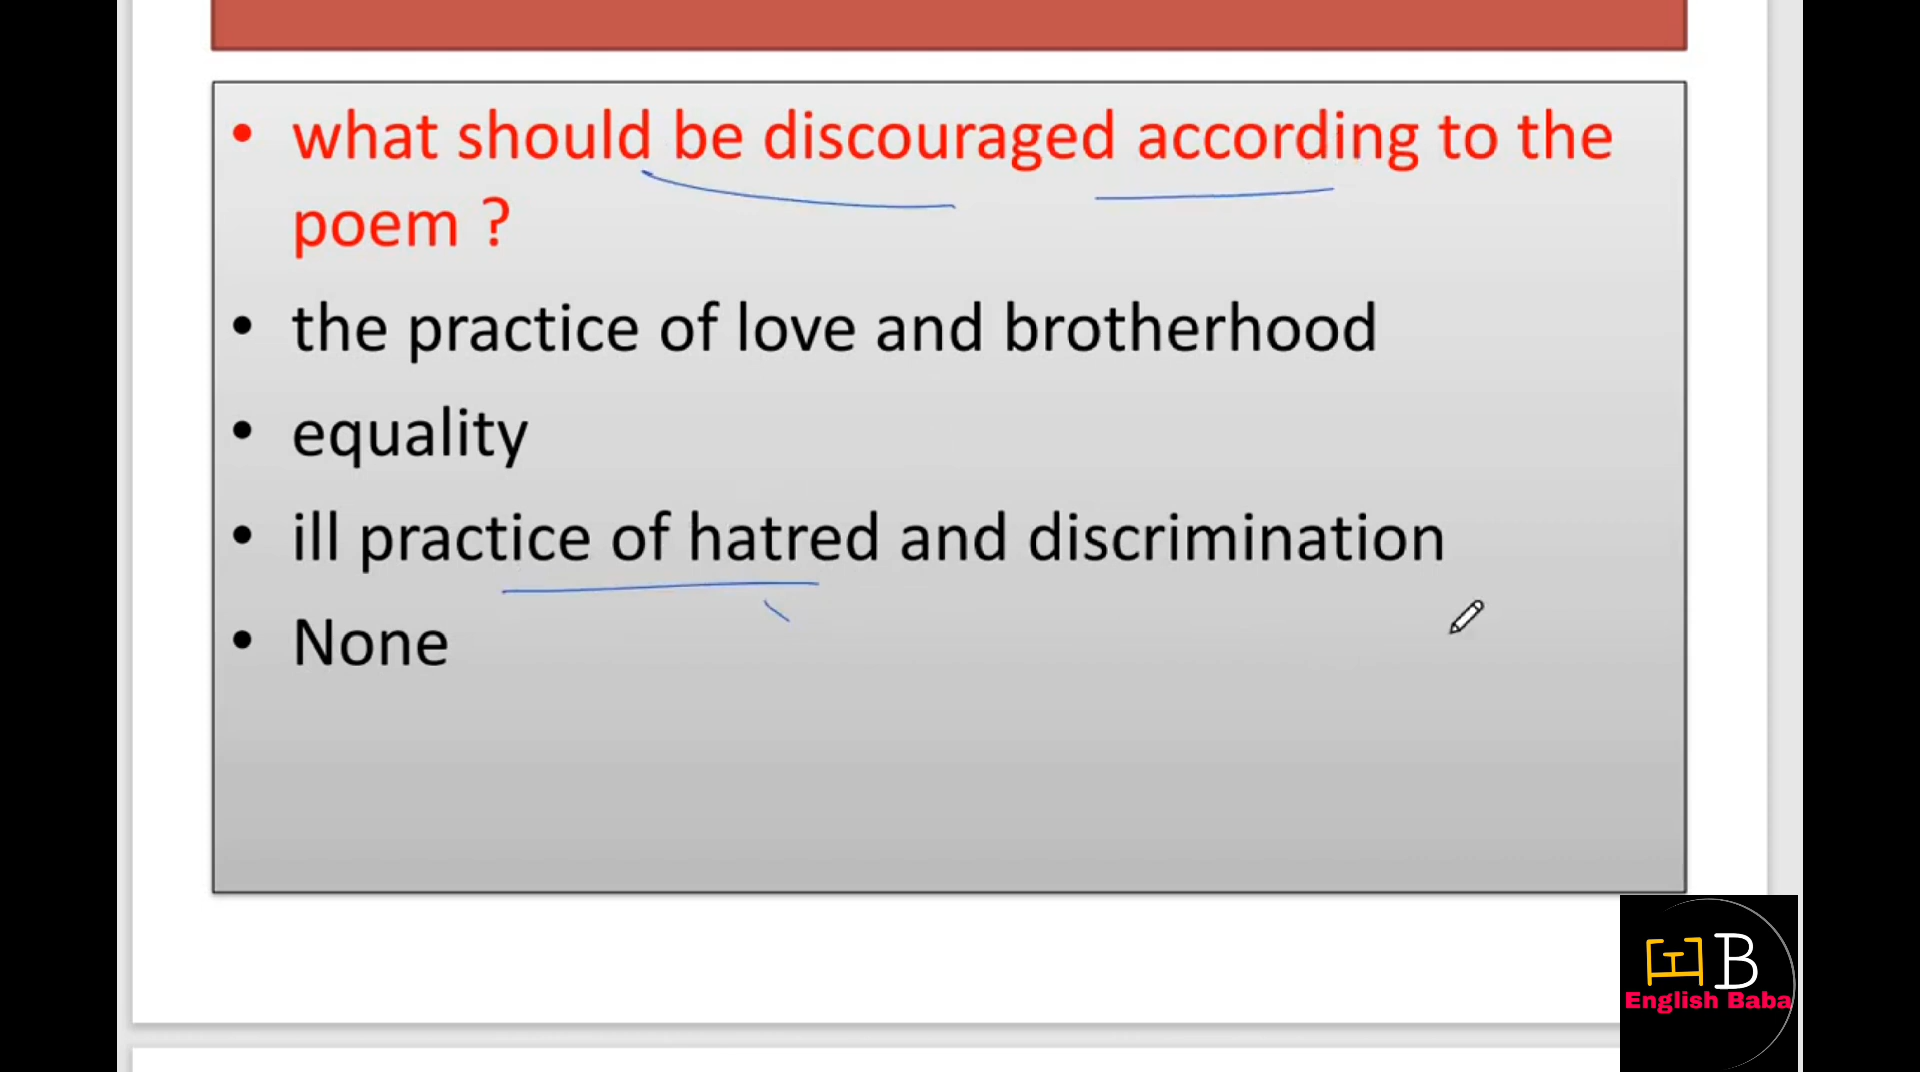 • what should be discouraged according to the
poem ?
• the practice of love and brotherhood
• equality
• ill practice of hatred and discrimination
• None
B
English Baba